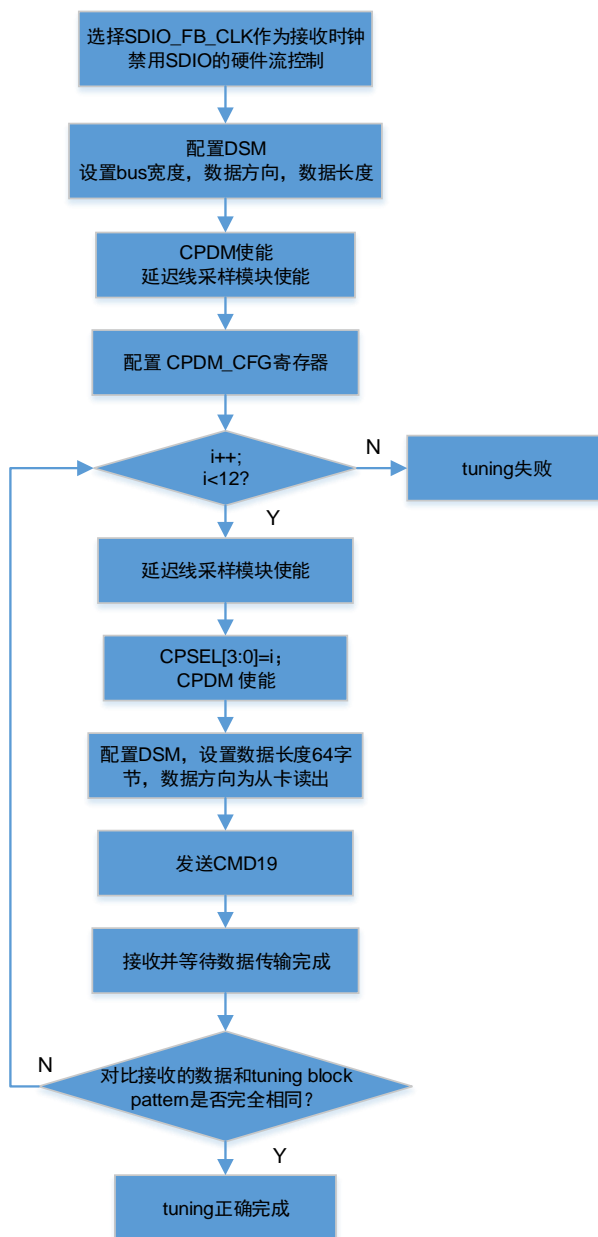 选择SDIO_FB_CLK作为接收时钟
禁用SDIO的硬件流控制
配置DSM
设置bus宽度，数据方向，数据长度
CPDM使能
延迟线采样模块使能
配置 CPDM_CFG寄存器
i++;
i<12?
N
tuning失败
Y
延迟线采样模块使能
CPSEL[3:0]=i；
CPDM 使能
配置DSM，设置数据长度64字
节，数据方向为从卡读出
发送CMD19
接收并等待数据传输完成
N
对比接收的数据和tuning block
pattern是否完全相同？
Y
tuning正确完成